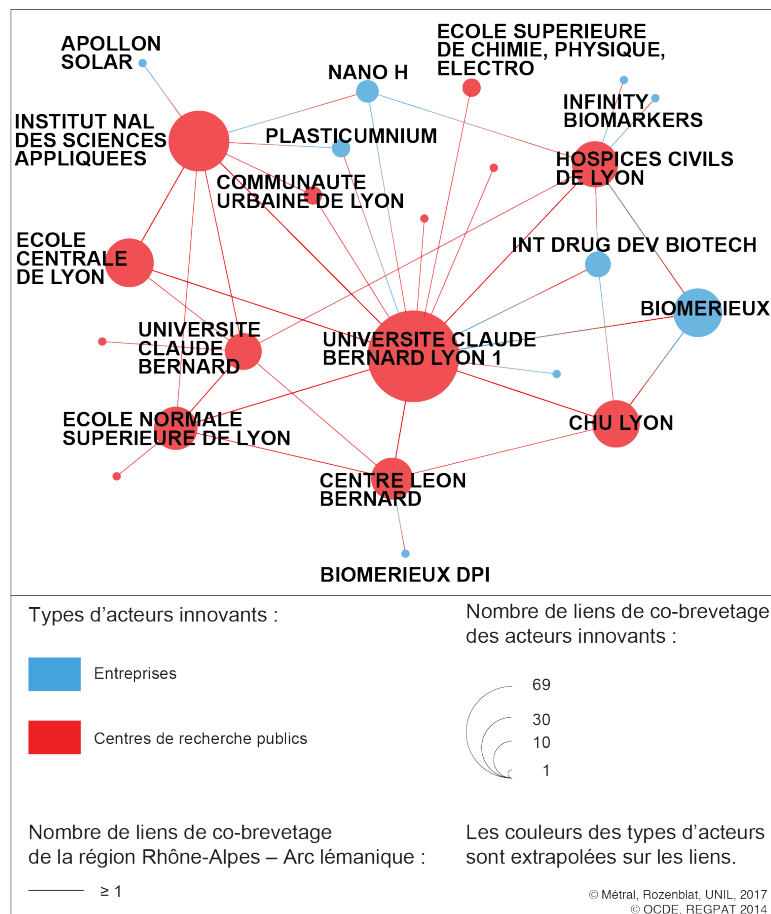 APOLLON
SOLAR
ECOLE SUPERIEURE
DE CHIMIE, PHYSIQUE,
ELECTRO
NANO H
INFINITY
BIOMARKERS
INSTITUT NAL
DES SCIENCES
APPLIQUEES
PLASTICUMNIUM
HOSPICES CIVILS
DE LYON
COMMUNAUTE
URBAINE DE LYON
ECOLE
CENTRALE
DE LYON
INT DRUG DEV BIOTECH
BIOMERIEUX
UNIVERSITE
CLAUDE
BERNARD
UNIVERSITE CLAUDE
BERNARD LYON 1
ECOLE NORMALE
SUPERIEURE DE LYON
CHU LYON
CENTRE LEON
BERNARD
BIOMERIEUX DPI
Types d'acteurs innovants :
Entreprises
Centres de recherche publics
Nombre de liens de co-brevetage
des acteurs innovants :
69
30
10
1
Nombre de liens de co-brevetage
de la région Rhône-Alpes – Arc lémanique :
≥ 1
Les couleurs des types d'acteurs
sont extrapolées sur les liens.
© Métral, Rozenblat, UNIL, 2017
© OCDE, REGPAT 2014